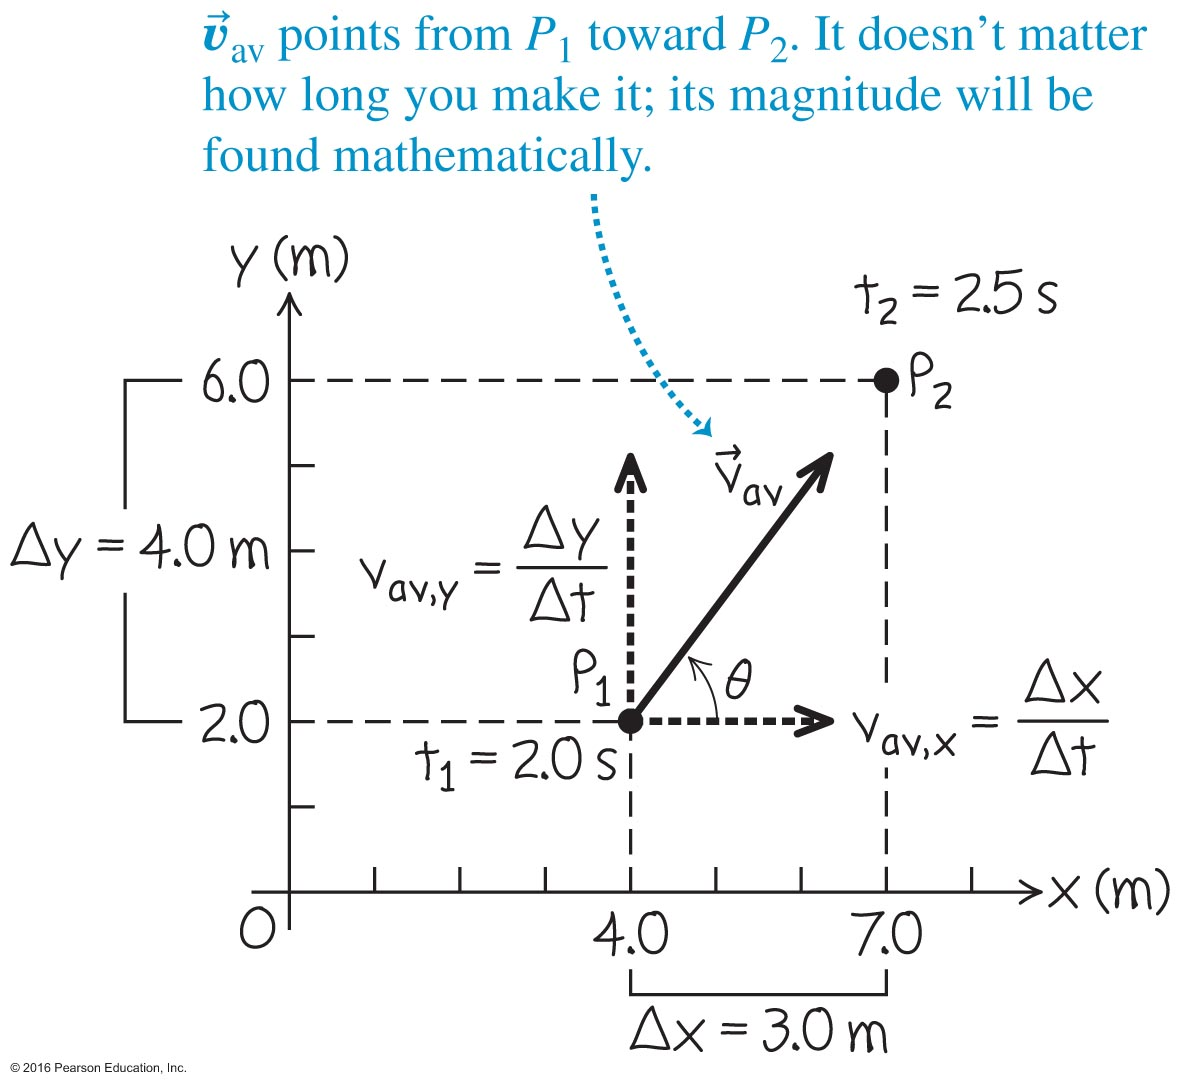 v⃗av points from P1 toward P2. It doesn't matter
how long you make it; its magnitude will be
found mathematically.
y (m)
t2 = 2.5 s
6.0
P2
v⃗av
Δy = 4.0 m
vav,y = Δy/Δt
P1
θ
2.0
vav,x = Δx/Δt
t1 = 2.0 s
x (m)
0
4.0
7.0
Δx = 3.0 m
© 2016 Pearson Education, Inc.